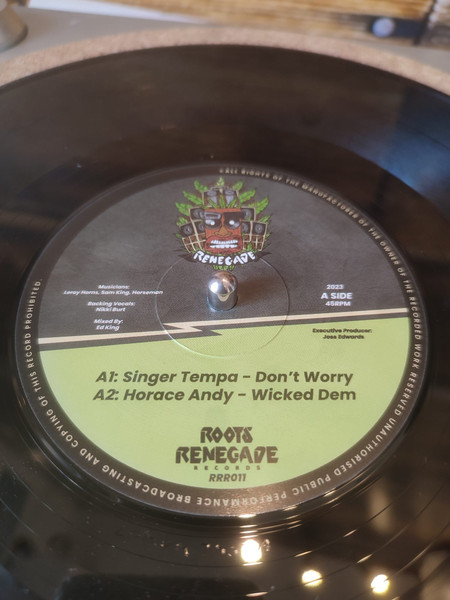 ALL RIGHTS OF THE MANUFACTURER AND OF THE OWNER OF THE RECORDED WORK RESERVED UNAUTHORISED PUBLIC PERFORMANCE BROADCASTING AND COPYING OF THIS RECORD PROHIBITED
RENEGADE
Musicians:
Leroy Horns, Sam King, Horsemen
Backing Vocals:
Nikki Burt
Mixed By:
Ed King
2023
A SIDE
45RPM
Executive Producer:
Joss Edwards
A1: Singer Tempa - Don't Worry
A2: Horace Andy - Wicked Dem
ROOTS
RENEGADE
RECORDS
RRR011